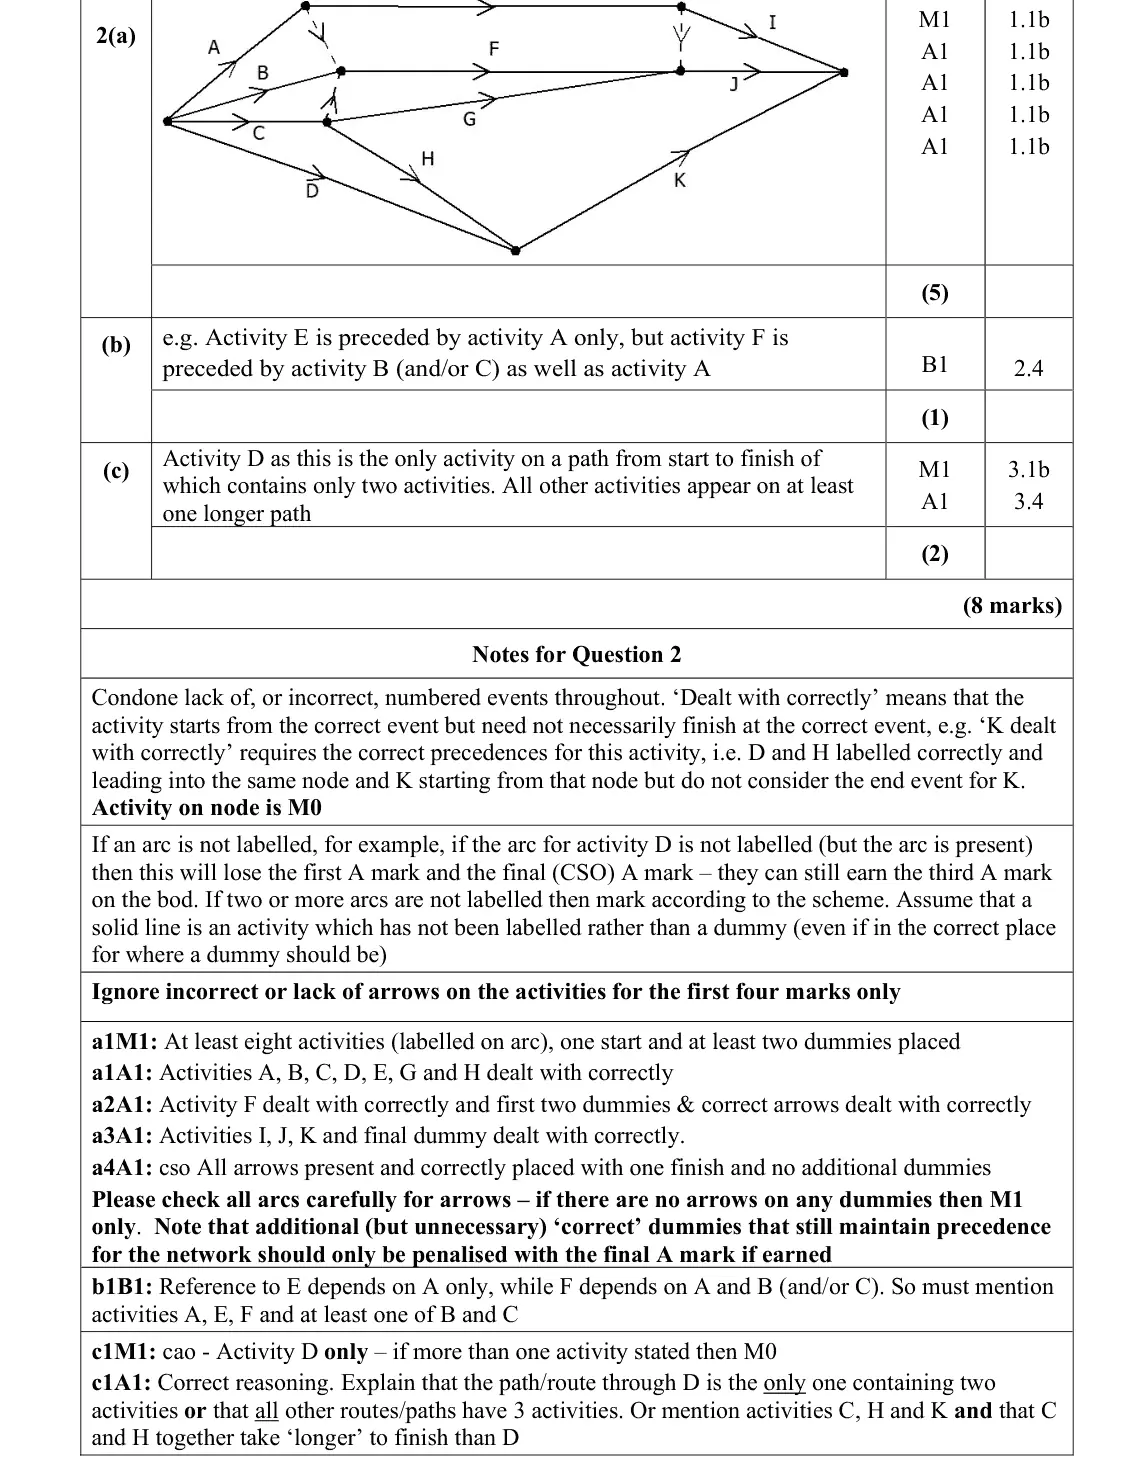 2(a)
M1 1.1b
A1 1.1b
A1 1.1b
A1 1.1b
A1 1.1b
I
A
F
B
J
G
C
H
D
K
(5)
(b)
e.g. Activity E is preceded by activity A only, but activity F is
preceded by activity B (and/or C) as well as activity A
B1 2.4
(1)
(c)
Activity D as this is the only activity on a path from start to finish of
which contains only two activities. All other activities appear on at least
one longer path
M1 3.1b
A1 3.4
(2)
(8 marks)
Notes for Question 2
Condone lack of, or incorrect, numbered events throughout. ‘Dealt with correctly’ means that the
activity starts from the correct event but need not necessarily finish at the correct event, e.g. ‘K dealt
with correctly’ requires the correct precedences for this activity, i.e. D and H labelled correctly and
leading into the same node and K starting from that node but do not consider the end event for K.
Activity on node is M0
If an arc is not labelled, for example, if the arc for activity D is not labelled (but the arc is present)
then this will lose the first A mark and the final (CSO) A mark – they can still earn the third A mark
on the bod. If two or more arcs are not labelled then mark according to the scheme. Assume that a
solid line is an activity which has not been labelled rather than a dummy (even if in the correct place
for where a dummy should be)
Ignore incorrect or lack of arrows on the activities for the first four marks only
a1M1: At least eight activities (labelled on arc), one start and at least two dummies placed
a1A1: Activities A, B, C, D, E, G and H dealt with correctly
a2A1: Activity F dealt with correctly and first two dummies & correct arrows dealt with correctly
a3A1: Activities I, J, K and final dummy dealt with correctly.
a4A1: cso All arrows present and correctly placed with one finish and no additional dummies
Please check all arcs carefully for arrows – if there are no arrows on any dummies then M1
only. Note that additional (but unnecessary) ‘correct’ dummies that still maintain precedence
for the network should only be penalised with the final A mark if earned
b1B1: Reference to E depends on A only, while F depends on A and B (and/or C). So must mention
activities A, E, F and at least one of B and C
c1M1: cao - Activity D only – if more than one activity stated then M0
c1A1: Correct reasoning. Explain that the path/route through D is the only one containing two
activities or that all other routes/paths have 3 activities. Or mention activities C, H and K and that C
and H together take ‘longer’ to finish than D